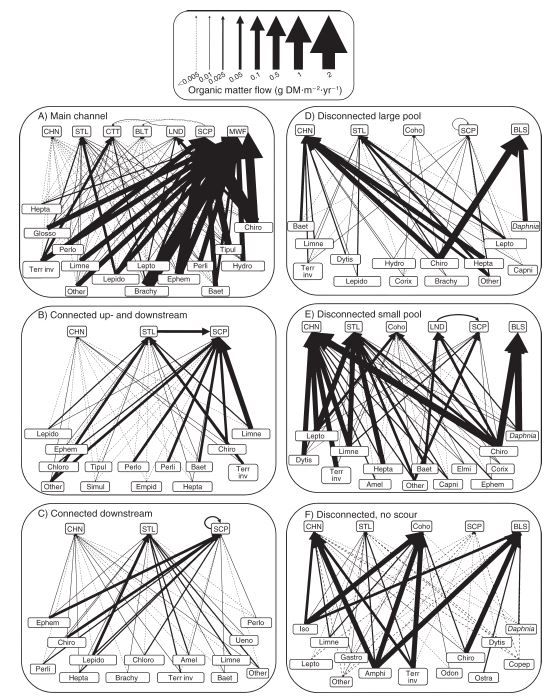 <0.005
0.01
0.025
0.05
0.1
0.5
1
2
Organic matter flow (g DM·m⁻²·yr⁻¹)
A) Main channel
CHN STL CTT BLT LND SCP MWF
Hepta
Chiro
Glosso
Perlo
Tipul
Terr inv
Limne
Lepto
Perli
Hydro
Lepido
Ephem
Other
Brachy
Baet
D) Disconnected large pool
CHN STL Coho SCP BLS
Baet
Daphnia
Limne
Lepto
Dytis
Hydro
Chiro
Hepta
Terr
inv
Capni
Lepido
Corix
Brachy
Other
B) Connected up- and downstream
CHN STL SCP
Lepido
Limne
Ephem
Chiro
Chloro
Tipul
Perlo
Perli
Baet
Terr
inv
Other
Simul
Empid
Hepta
E) Disconnected small pool
CHN STL Coho LND SCP BLS
Lepto
Daphnia
Limne
Chiro
Dytis
Terr
inv
Hepta
Baet
Elmi
Corix
Amel
Other
Capni
Ephem
C) Connected downstream
CHN STL SCP
Ephem
Perlo
Chiro
Ueno
Lepido
Chloro
Amel
Limne
Perli
Hepta
Brachy
Terr inv
Baet
Other
F) Disconnected, no scour
CHN STL Coho SCP BLS
Iso
Daphnia
Limne
Dytis
Lepto
Gastro
Chiro
Copep
Other
Amphi
Terr
inv
Odon
Ostra